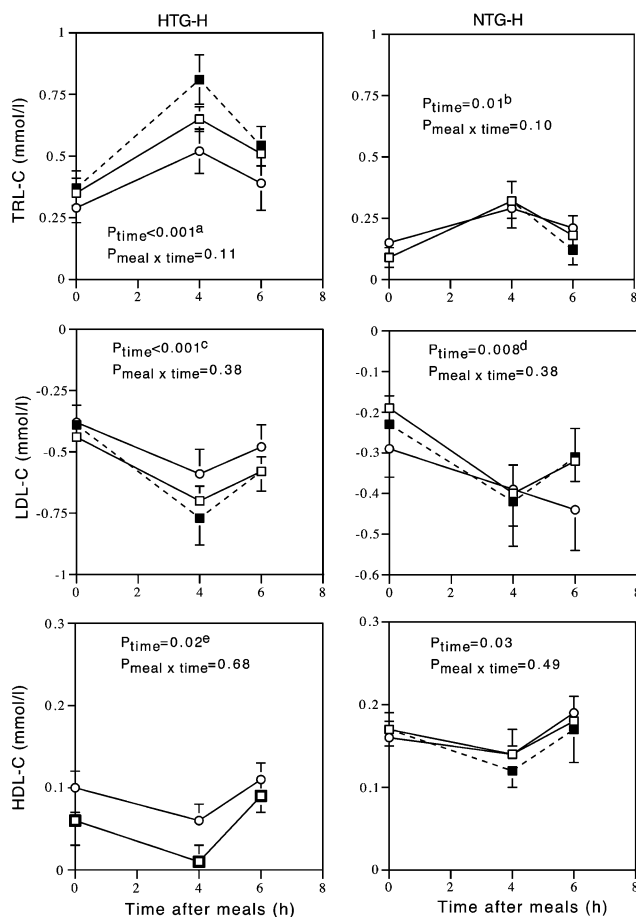 HTG-H
NTG-H
TRL-C (mmol/l)
1
0.75
0.5
0.25
0
0 2 4 6 8
Ptime<0.001a
Pmeal x time=0.11
1
0.75
0.5
0.25
0
0 2 4 6 8
Ptime=0.01b
Pmeal x time=0.10
LDL-C (mmol/l)
-0
-0.25
-0.5
-0.75
-1
0 2 4 6 8
Ptime<0.001c
Pmeal x time=0.38
-0
-0.1
-0.2
-0.3
-0.4
-0.5
-0.6
0 2 4 6 8
Ptime=0.008d
Pmeal x time=0.38
HDL-C (mmol/l)
0.3
0.2
0.1
0
0 2 4 6 8
Ptime=0.02e
Pmeal x time=0.68
Time after meals (h)
0.3
0.2
0.1
0
0 2 4 6 8
Ptime=0.03
Pmeal x time=0.49
Time after meals (h)